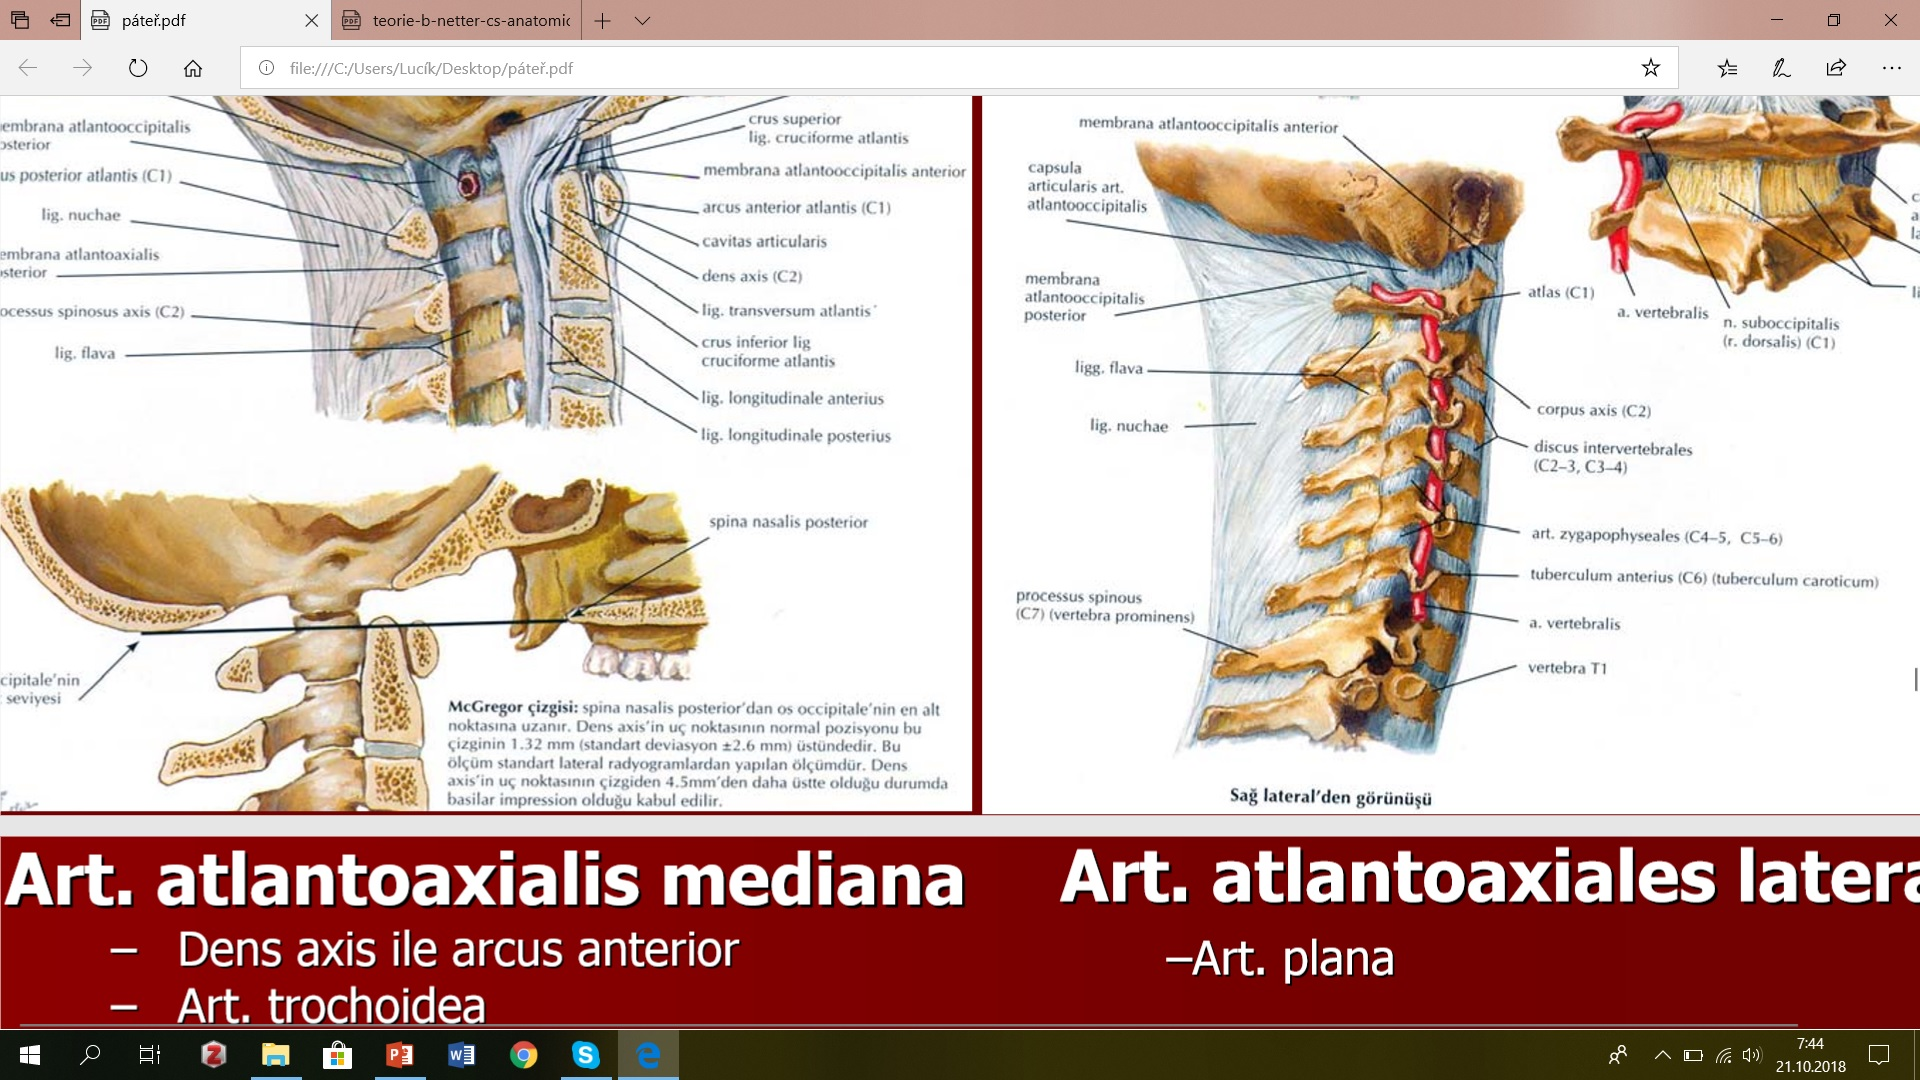 páteř.pdf
teorie-b-netter-cs-anatomic
file:///C:/Users/Lucík/Desktop/páteř.pdf
embrana atlantooccipitalis
osterior
us posterior atlantis (C1)
lig. nuchae
embrana atlantoaxialis
sterior
ocessus spinosus axis (C2)
lig. flava
crus superior
lig. cruciforme atlantis
membrana atlantooccipitalis anterior
arcus anterior atlantis (C1)
cavitas articularis
dens axis (C2)
lig. transversum atlantis
crus inferior lig
cruciforme atlantis
lig. longitudinale anterius
lig. longitudinale posterius
spina nasalis posterior
cipitale'nin
seviyesi
McGregor çizgisi: spina nasalis posterior'dan os occipitale'nin en alt
noktasına uzanır. Dens axis'in uç noktasının normal pozisyonu bu
çizginin 1.32 mm (standart deviasyon ±2.6 mm) üstündedir. Bu
ölçüm standart lateral radyogramlardan yapılan ölçümdür. Dens
axis'in uç noktasının çizgiden 4.5mm'den daha üstte olduğu durumda
basilar impression olduğu kabul edilir.
membrana atlantooccipitalis anterior
capsula
articularis art.
atlantooccipitalis
membrana
atlantooccipitalis
posterior
ligg. flava
lig. nuchae
processus spinous
(C7) (vertebra prominens)
atlas (C1)
a. vertebralis
n. suboccipitalis
(r. dorsalis) (C1)
c
a
la
li
corpus axis (C2)
discus intervertebrales
(C2–3, C3–4)
art. zygapophyseales (C4–5, C5–6)
tuberculum anterius (C6) (tuberculum caroticum)
a. vertebralis
vertebra T1
Sağ lateral'den görünüşü
Art. atlantoaxialis mediana
– Dens axis ile arcus anterior
– Art. trochoidea
Art. atlantoaxiales latera
–Art. plana
7:44
21.10.2018